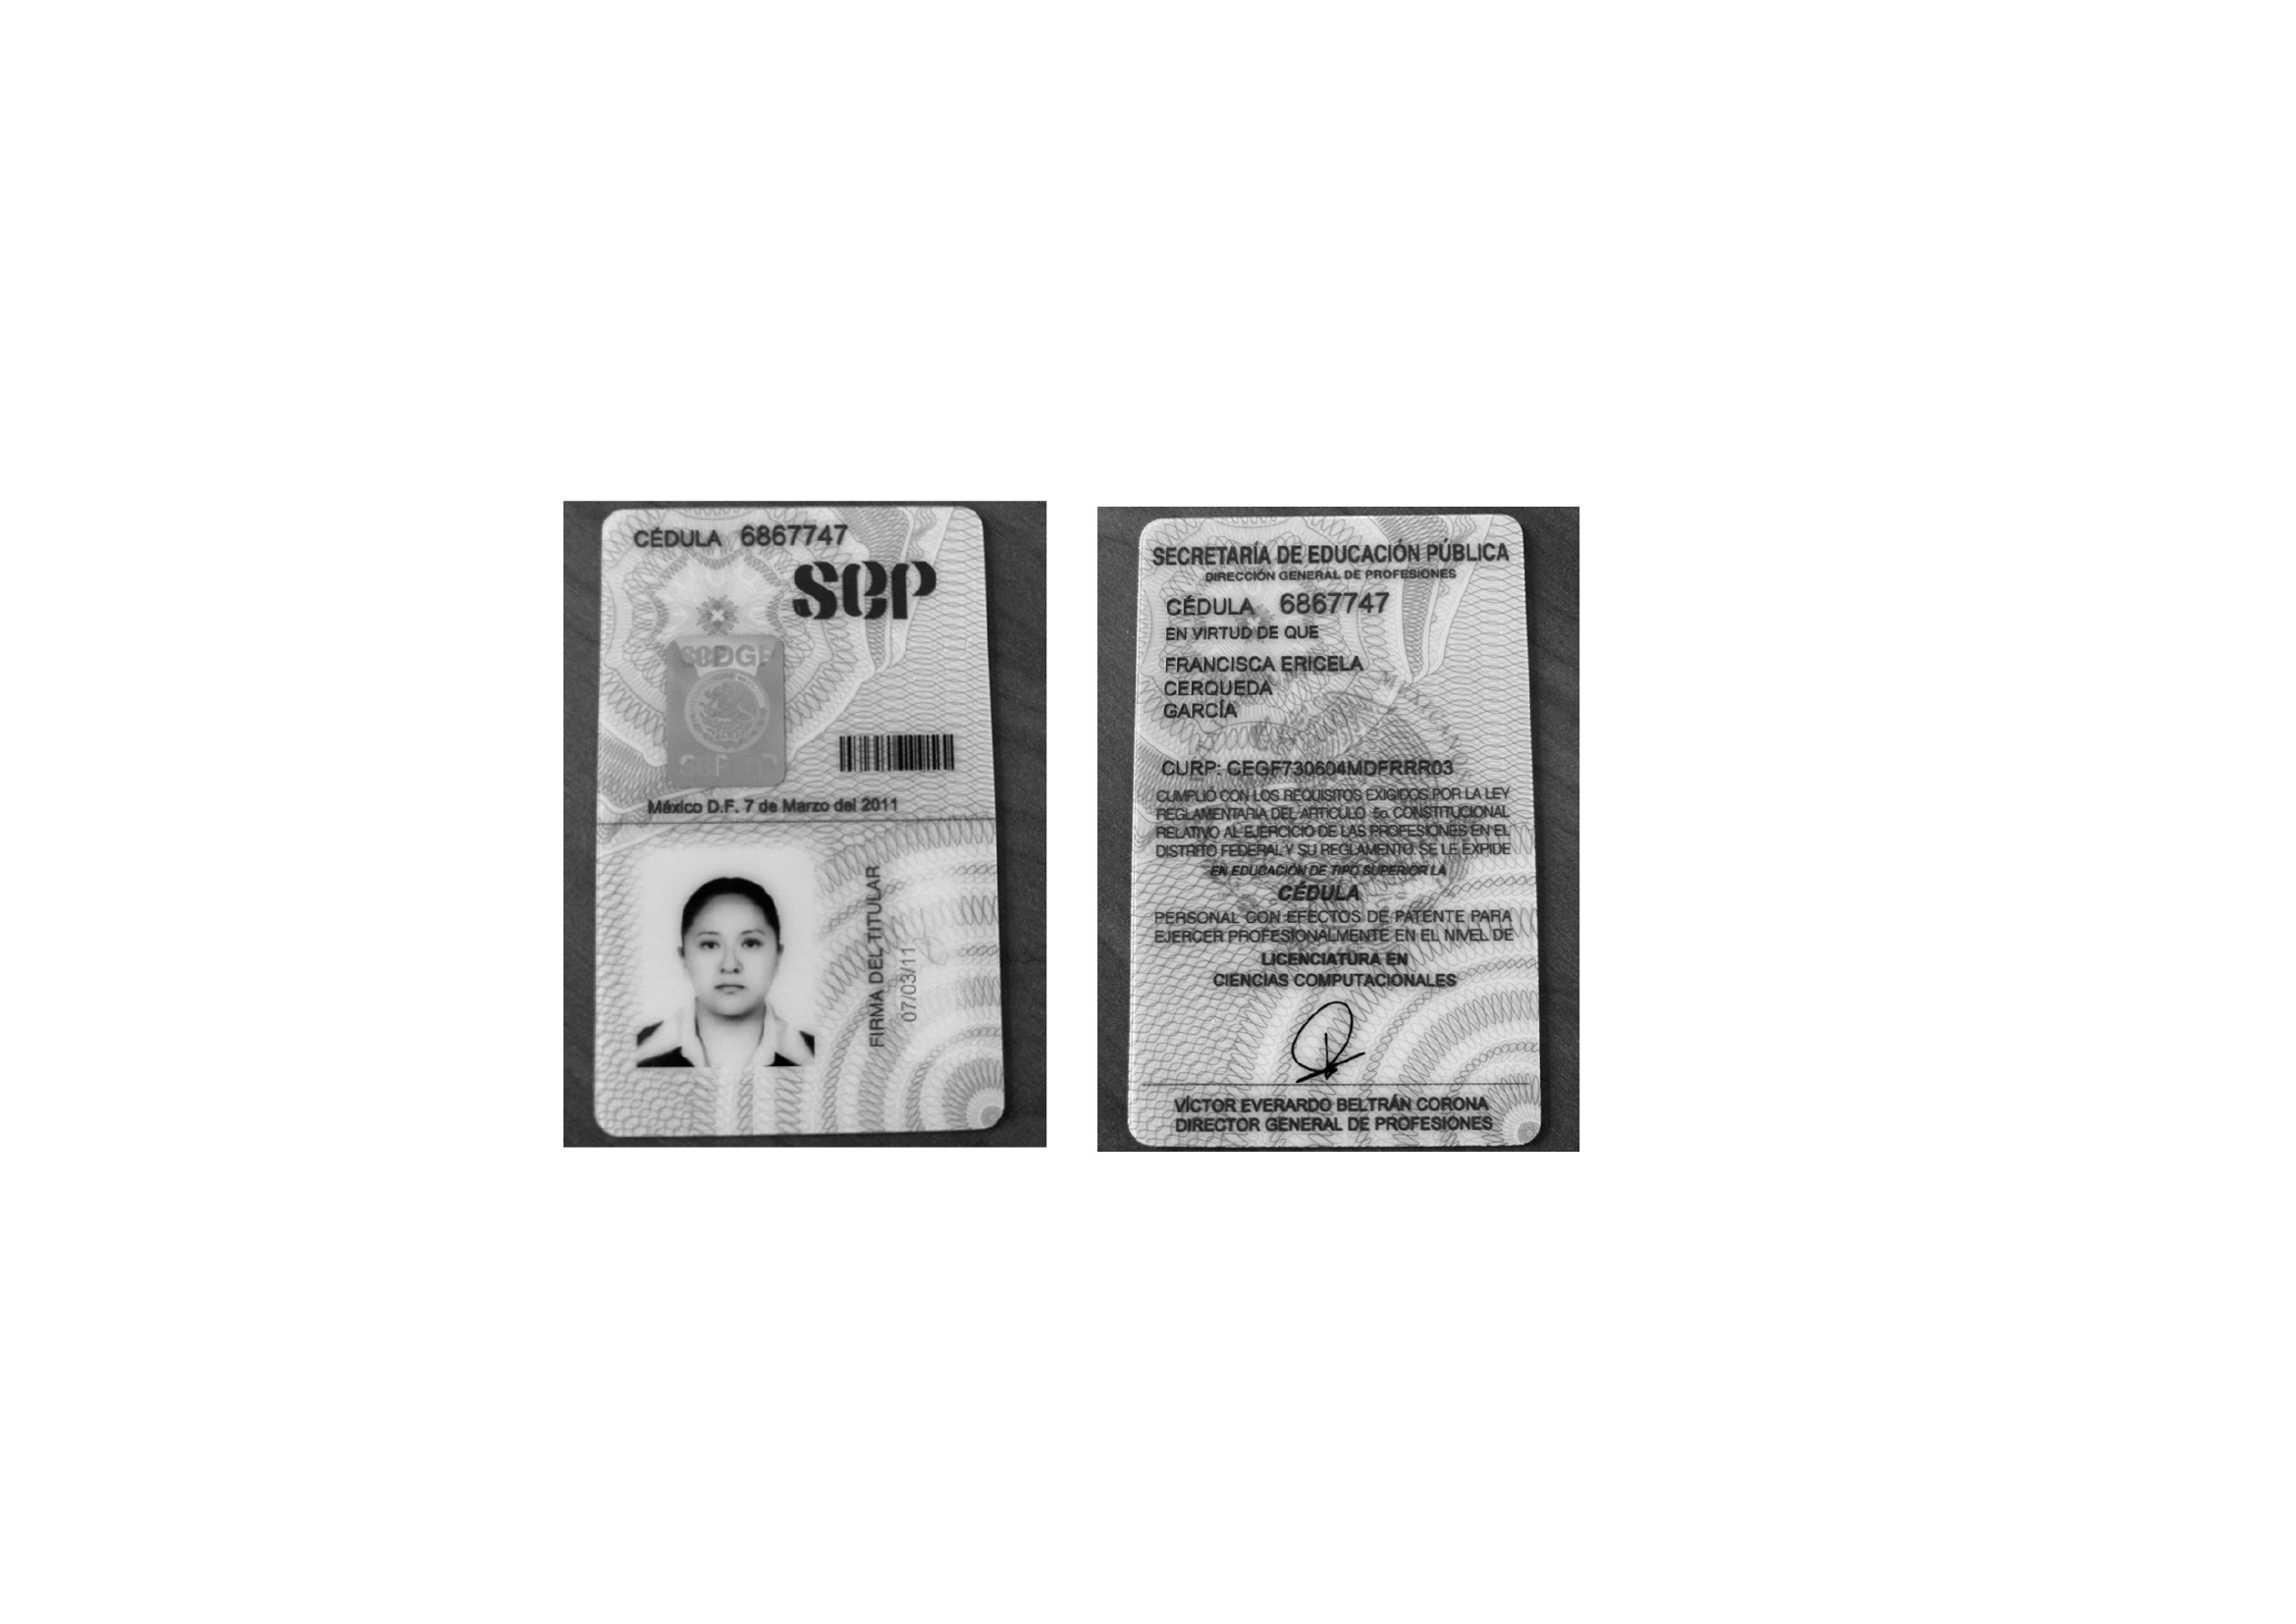 CÉDULA 6867747
sep
SEP DGP
México D.F. 7 de Marzo del 2011
FIRMA DEL TITULAR
07/03/11
SECRETARÍA DE EDUCACIÓN PÚBLICA
DIRECCIÓN GENERAL DE PROFESIONES
CÉDULA 6867747
EN VIRTUD DE QUE
FRANCISCA ERICELA
CERQUEDA
GARCÍA
CURP: CEGF730604MDFRRR03
CUMPLIÓ CON LOS REQUISITOS EXIGIDOS POR LA LEY
REGLAMENTARIA DEL ARTÍCULO 5o. CONSTITUCIONAL
RELATIVO AL EJERCICIO DE LAS PROFESIONES EN EL
DISTRITO FEDERAL Y SU REGLAMENTO. SE LE EXPIDE
EN EDUCACIÓN DE TIPO SUPERIOR LA
CÉDULA
PERSONAL CON EFECTOS DE PATENTE PARA
EJERCER PROFESIONALMENTE EN EL NIVEL DE
LICENCIATURA EN
CIENCIAS COMPUTACIONALES
VÍCTOR EVERARDO BELTRÁN CORONA
DIRECTOR GENERAL DE PROFESIONES